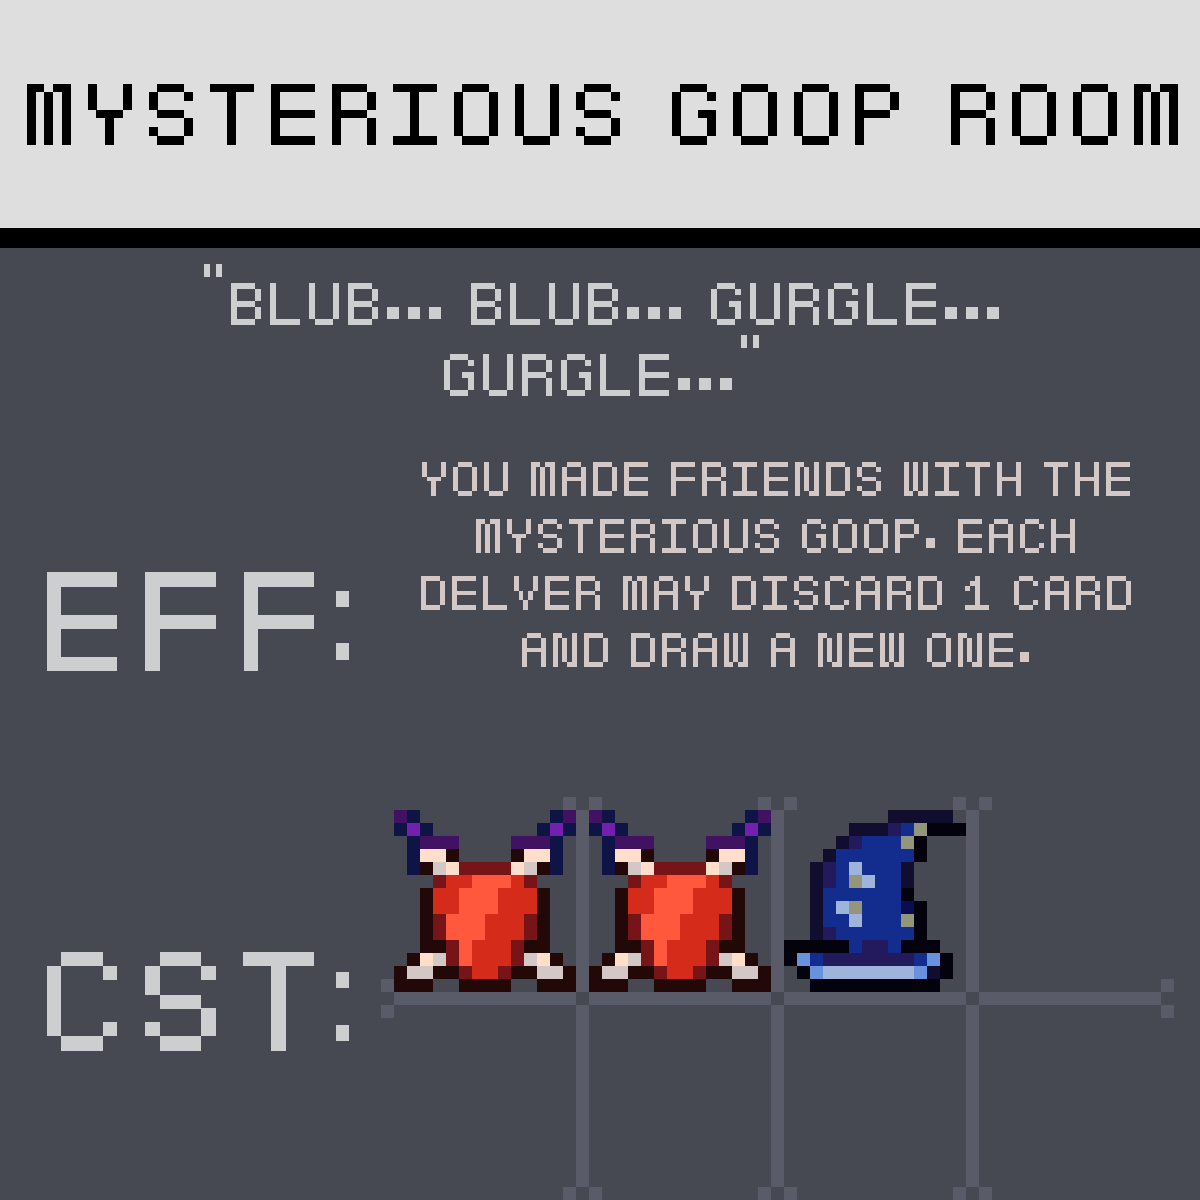 MYSTERIOUS GOOP ROOM
"BLUB... BLUB... GURGLE...
GURGLE..."
YOU MADE FRIENDS WITH THE
MYSTERIOUS GOOP. EACH
DELVER MAY DISCARD 1 CARD
AND DRAW A NEW ONE.
EFF:
CST: